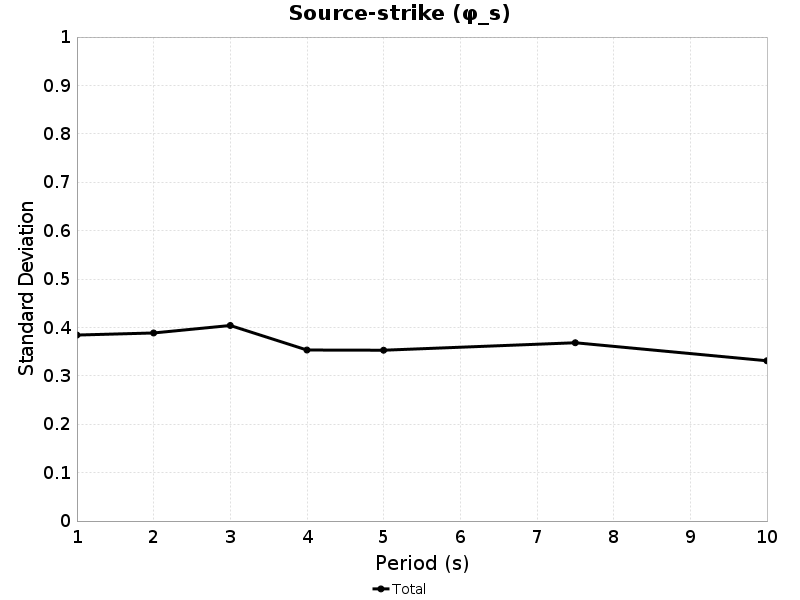 Source-strike (φ_s)
Standard Deviation
1
0.9
0.8
0.7
0.6
0.5
0.4
0.3
0.2
0.1
0
1 2 3 4 5 6 7 8 9 10
Period (s)
Total